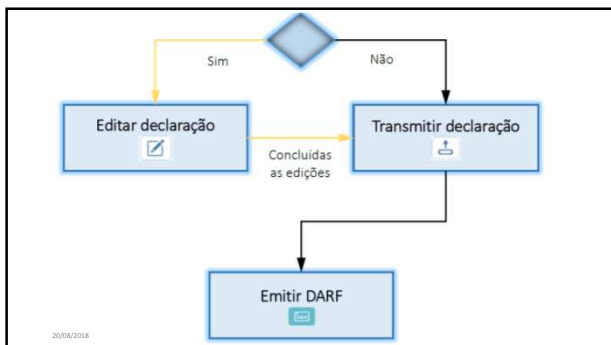 Sim
Não
Editar declaração
Transmitir declaração
Concluídas
as edições
Emitir DARF
20/08/2018